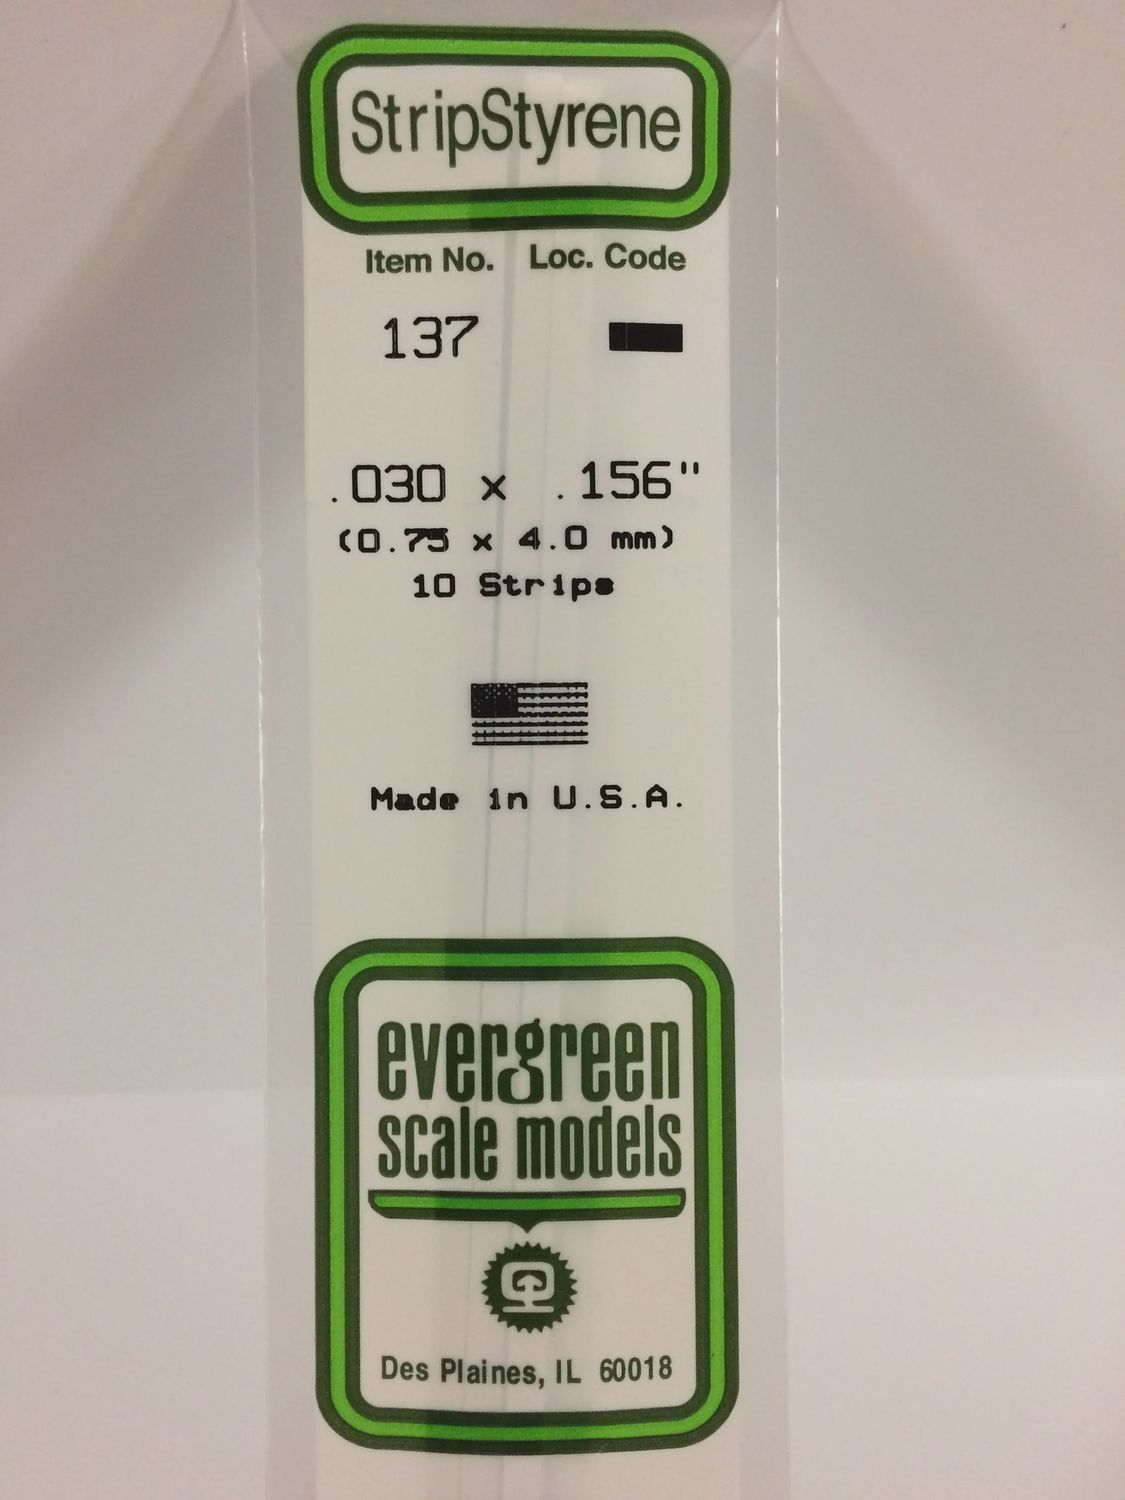 StripStyrene
Item No. Loc. Code
137
.030 x .156"
(0.75 x 4.0 mm)
10 Strips
Made in U.S.A.
evergreen
scale models
Des Plaines, IL 60018